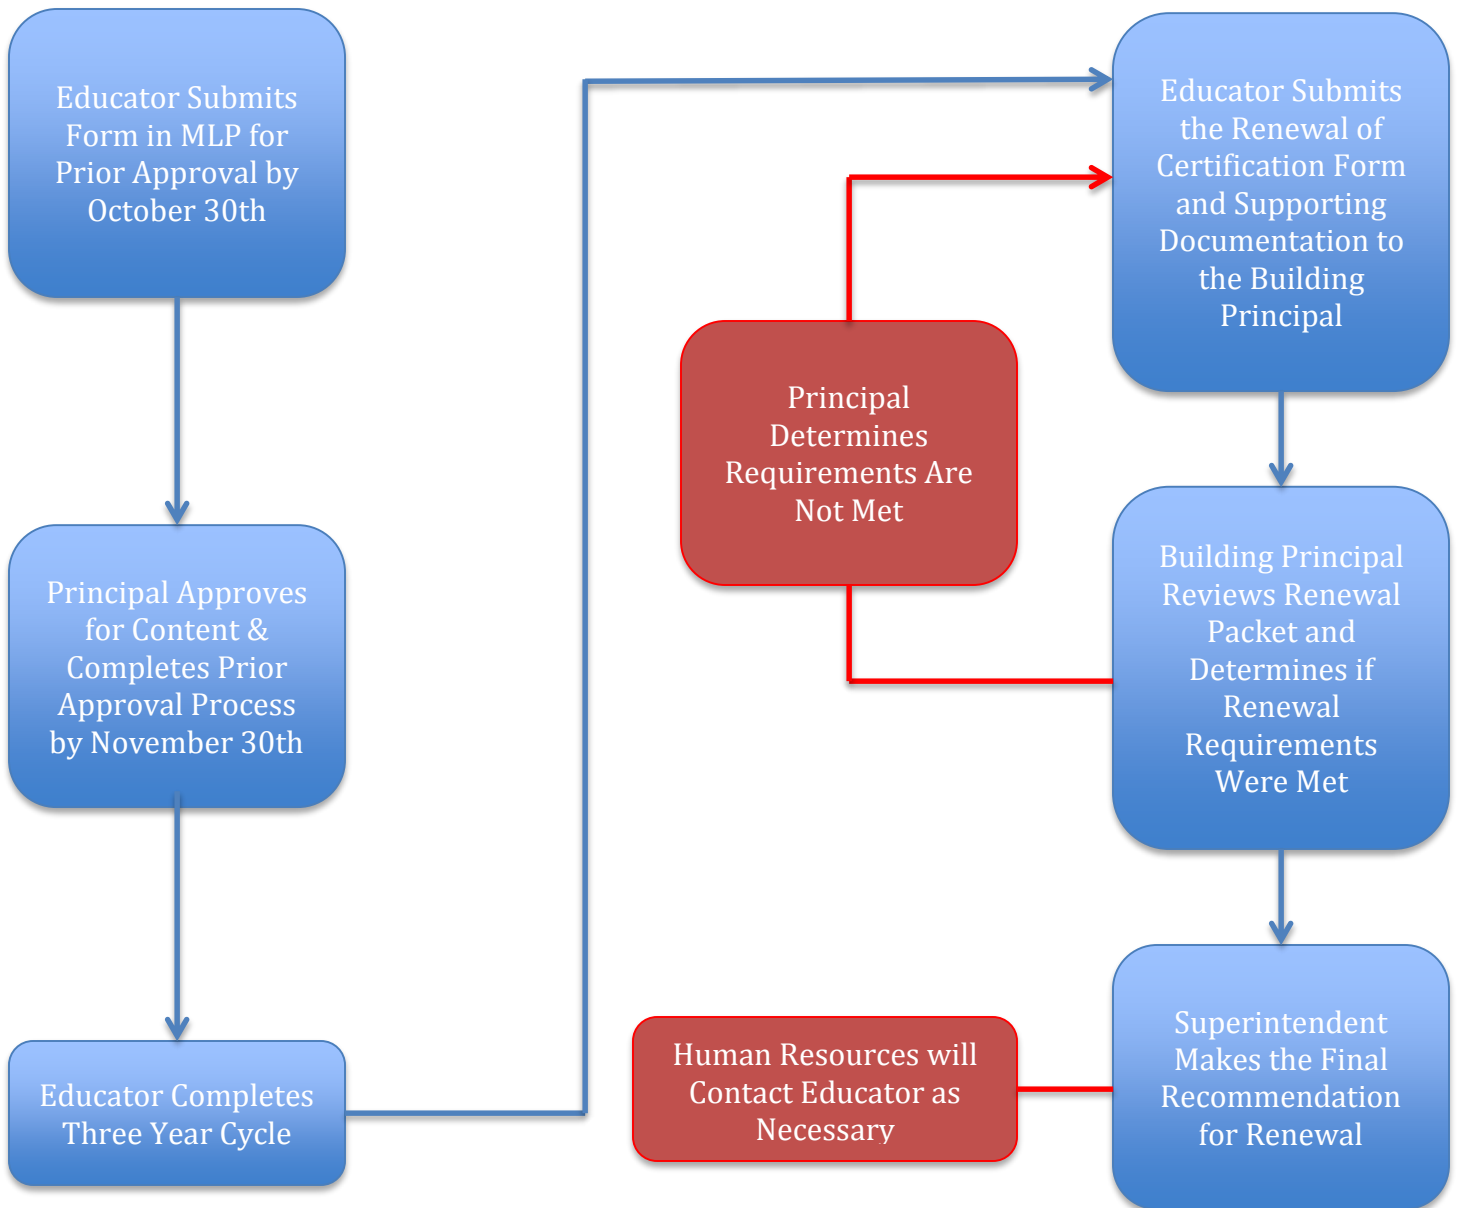 Educator Submits
Form in MLP for
Prior Approval by
October 30th
Principal Approves
for Content &
Completes Prior
Approval Process
by November 30th
Educator Completes
Three Year Cycle
Educator Submits
the Renewal of
Certification Form
and Supporting
Documentation to
the Building
Principal
Principal
Determines
Requirements Are
Not Met
Building Principal
Reviews Renewal
Packet and
Determines if
Renewal
Requirements
Were Met
Superintendent
Makes the Final
Recommendation
for Renewal
Human Resources will
Contact Educator as
Necessary